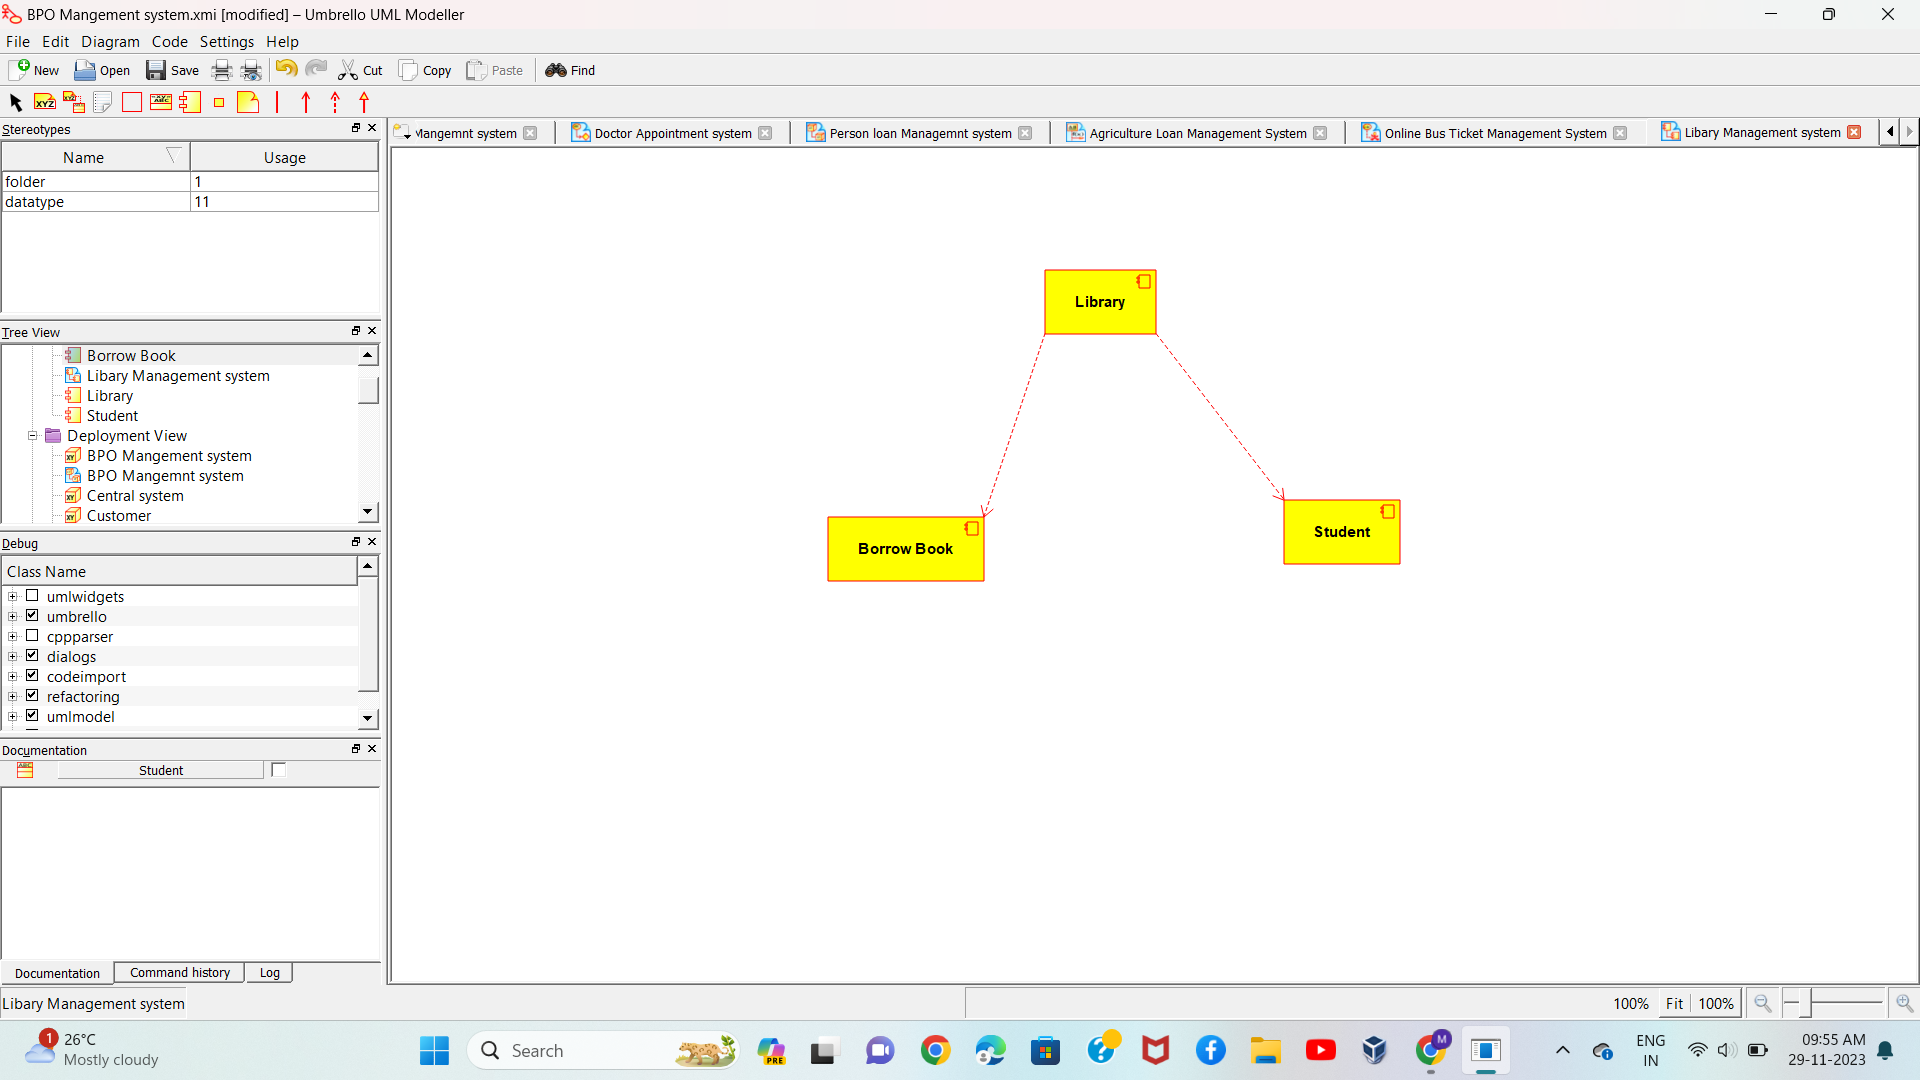 BPO Mangement system.xmi [modified] – Umbrello UML Modeller
File Edit Diagram Code Settings Help
New Open Save Cut Copy Paste Find
Stereotypes
Name Usage
folder 1
datatype 11
Mangemnt system Doctor Appointment system Person loan Managemnt system Agriculture Loan Management System Online Bus Ticket Management System Libary Management system
Tree View
Borrow Book
Libary Management system
Library
Student
Deployment View
BPO Mangement system
BPO Mangemnt system
Central system
Customer
Debug
Class Name
umlwidgets
umbrello
cppparser
dialogs
codeimport
refactoring
umlmodel
Documentation
Student
Documentation Command history Log
Library
Borrow Book
Student
Libary Management system
100% Fit 100%
1
26°C
Mostly cloudy
Search
PRE
M
ENG
IN
09:55 AM
29-11-2023